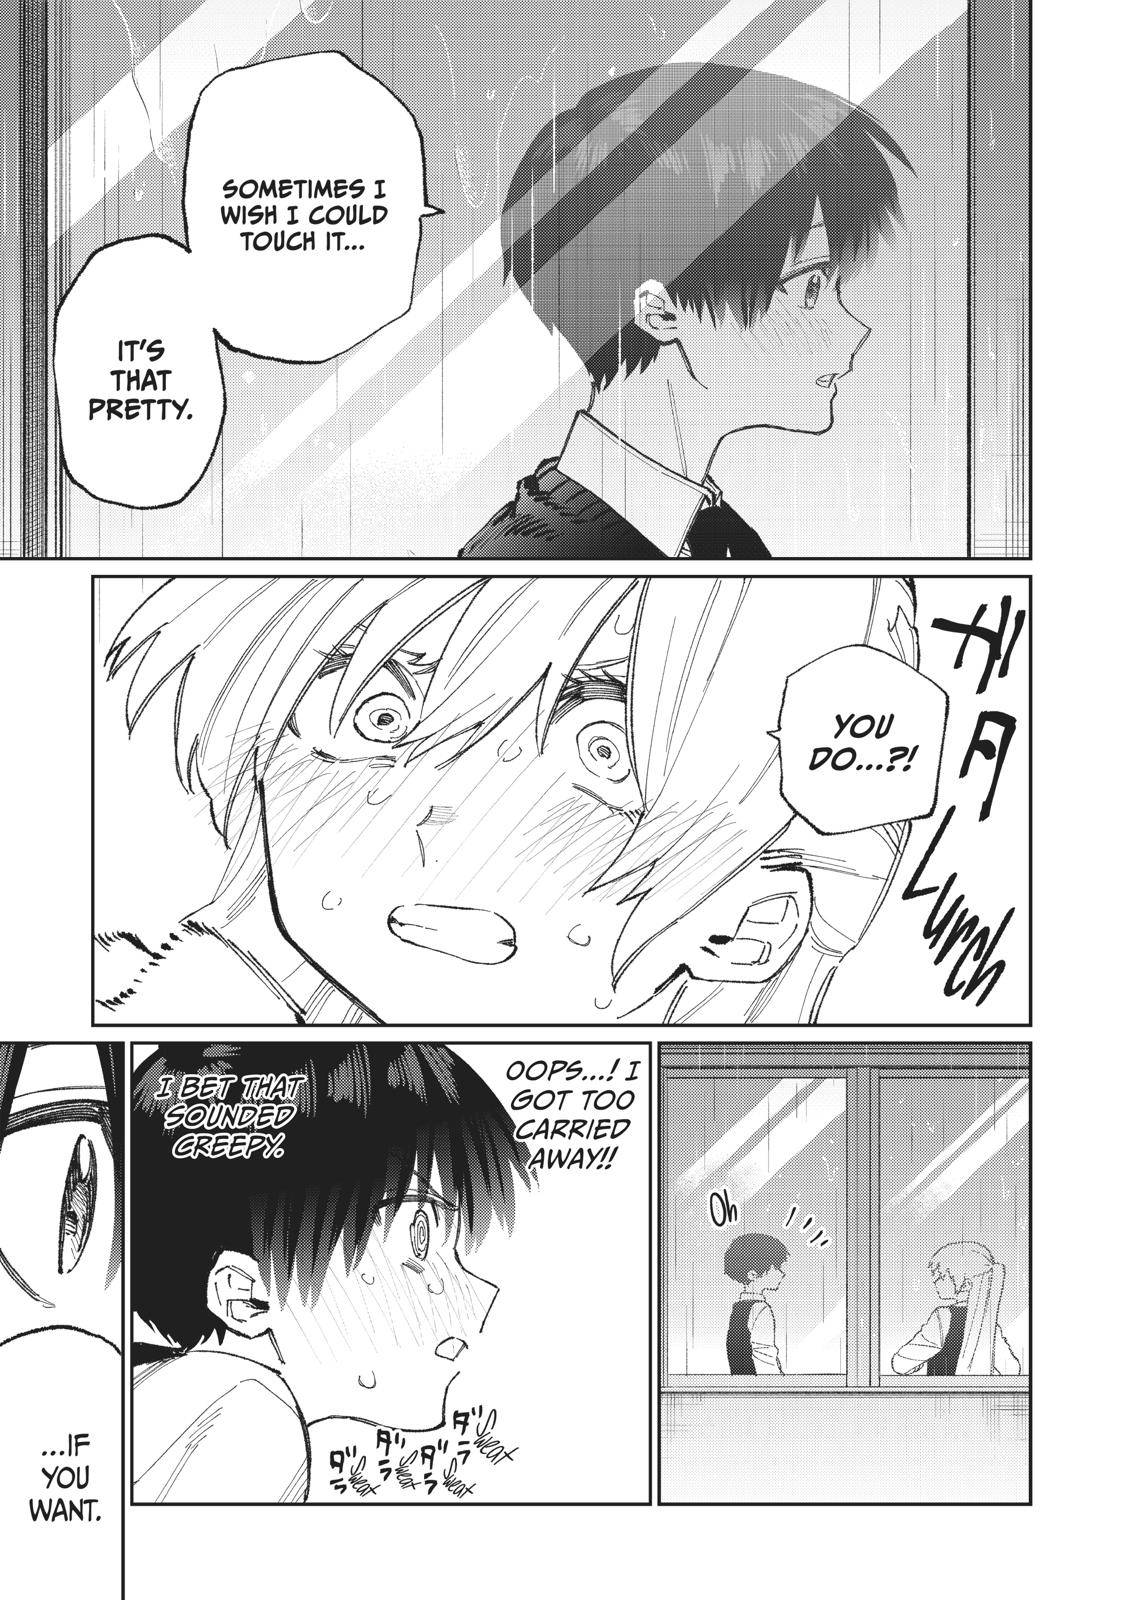 SOMETIMES I
WISH I COULD
TOUCH IT...
IT'S
THAT
PRETTY.
YOU
DO...?!
ガタ
Lurch
Oh
OOPS...! I
GOT TOO
CARRIED
AWAY!!
I BET THAT
SOUNDED
CREEPY.
ダラ
Sweat
ダラ
Sweat
ダラ
Sweat
ダラ
Sweat
...IF
YOU
WANT.